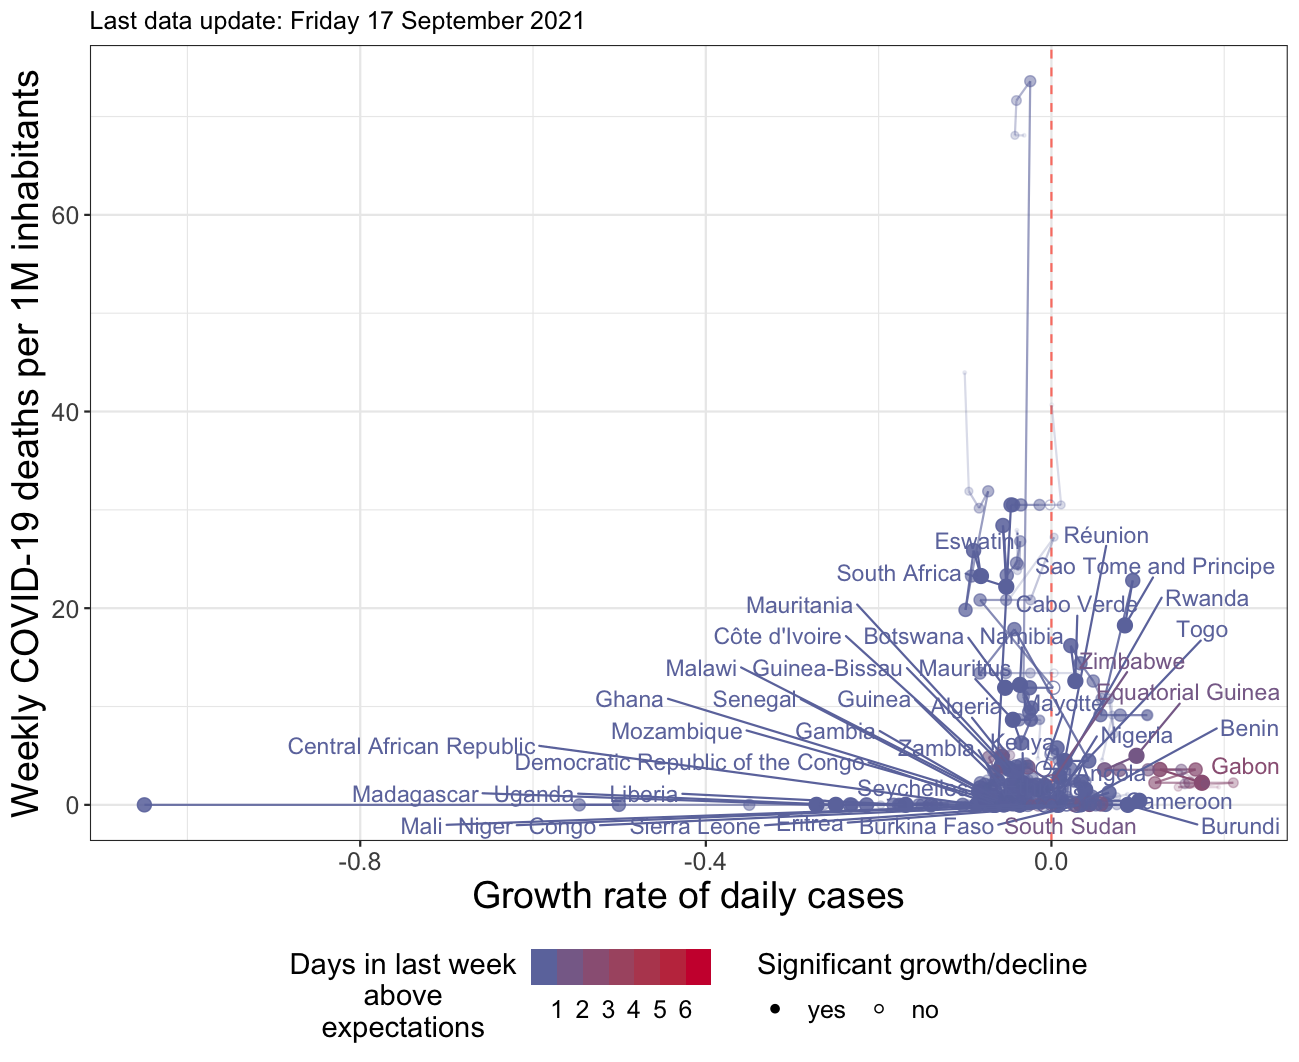 Last data update: Friday 17 September 2021
Weekly COVID-19 deaths per 1M inhabitants
60
40
20
0
Eswatini
Réunion
South Africa
Sao Tome and Principe
Mauritania
Cabo Verde
Rwanda
Côte d'Ivoire
Botswana
Namibia
Togo
Malawi
Guinea-Bissau
Mauritius
Zimbabwe
Ghana
Senegal
Guinea
Algeria
Mayotte
Equatorial Guinea
Mozambique
Gambia
Zambia
Kenya
Nigeria
Benin
Central African Republic
Democratic Republic of the Congo
Angola
Gabon
Madagascar
Uganda
Liberia
Seychelles
Cameroon
Mali
Niger
Congo
Sierra Leone
Eritrea
Burkina Faso
South Sudan
Burundi
-0.8
-0.4
0.0
Growth rate of daily cases
Days in last week
above
expectations
1 2 3 4 5 6
Significant growth/decline
yes
no